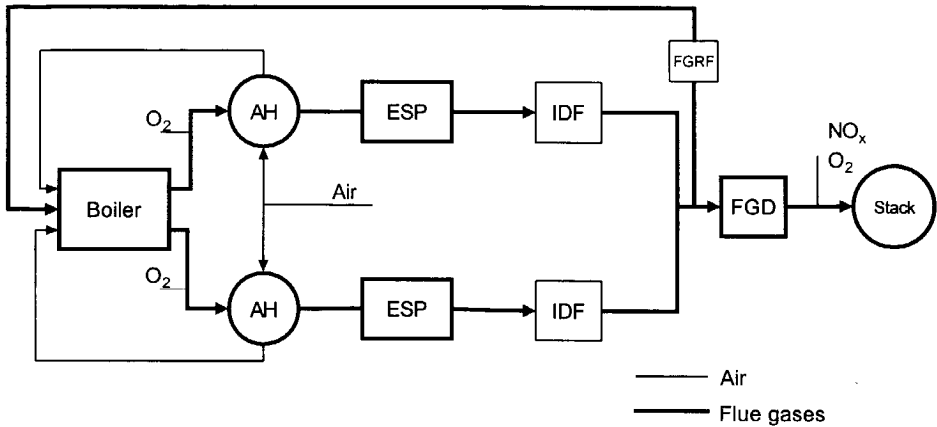 FGRF
O₂
AH
ESP
IDF
NOₓ
O₂
Boiler
Air
FGD
Stack
O₂
AH
ESP
IDF
Air
Flue gases